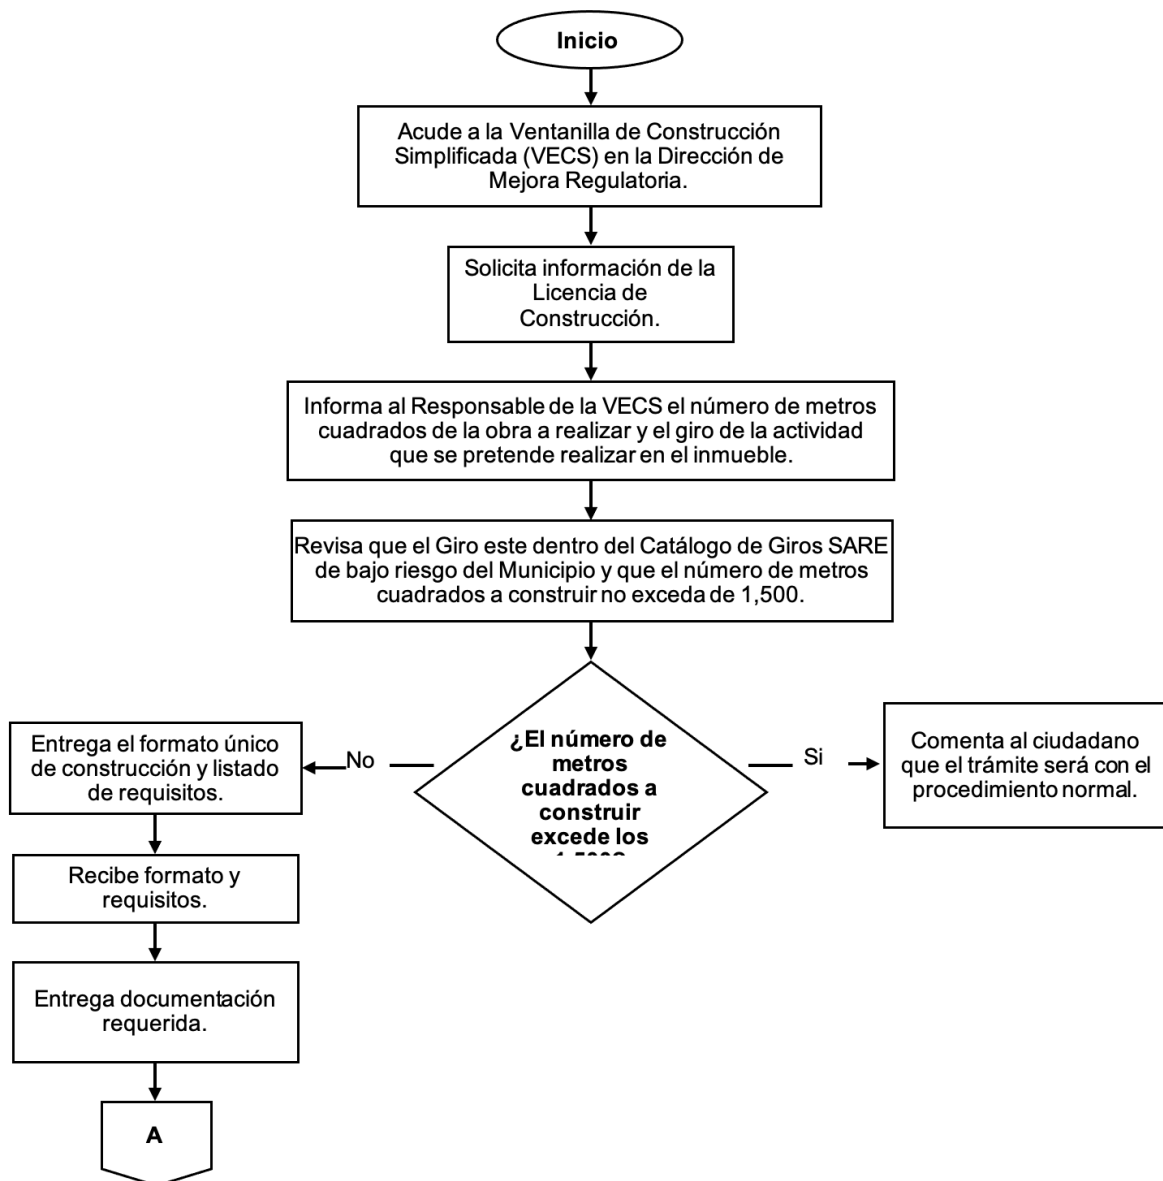 Inicio
Acude a la Ventanilla de Construcción
Simplificada (VECS) en la Dirección de
Mejora Regulatoria.
Solicita información de la
Licencia de
Construcción.
Informa al Responsable de la VECS el número de metros
cuadrados de la obra a realizar y el giro de la actividad
que se pretende realizar en el inmueble.
Revisa que el Giro este dentro del Catálogo de Giros SARE
de bajo riesgo del Municipio y que el número de metros
cuadrados a construir no exceda de 1,500.
¿El número de
metros
cuadrados a
construir
excede los
No
Si
Entrega el formato único
de construcción y listado
de requisitos.
Comenta al ciudadano
que el trámite será con el
procedimiento normal.
Recibe formato y
requisitos.
Entrega documentación
requerida.
A